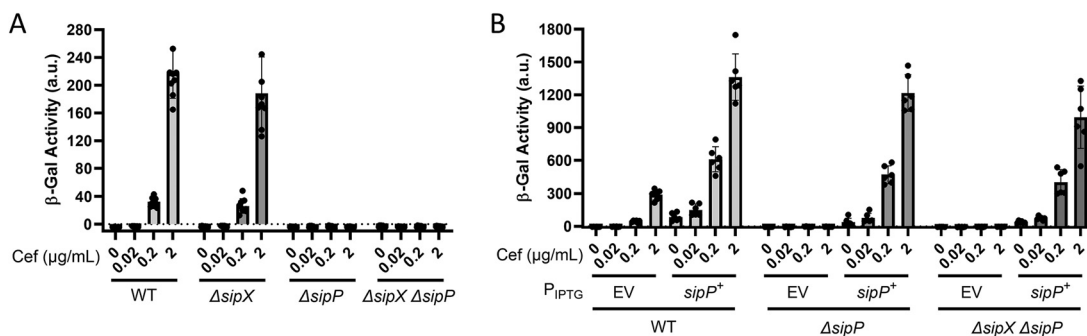 A
β-Gal Activity (a.u.)
280
240
200
160
120
80
40
0
Cef (µg/mL)
0 0.02 0.2 2 0 0.02 0.2 2 0 0.02 0.2 2 0 0.02 0.2 2
WT ΔsipX ΔsipP ΔsipX ΔsipP
B
β-Gal Activity (a.u.)
1800
1500
1200
900
600
300
0
Cef (µg/mL)
0 0.02 0.2 2 0 0.02 0.2 2 0 0.02 0.2 2 0 0.02 0.2 2 0 0.02 0.2 2 0 0.02 0.2 2
PIPTG EV sipP+ EV sipP+ EV sipP+
WT ΔsipP ΔsipX ΔsipP